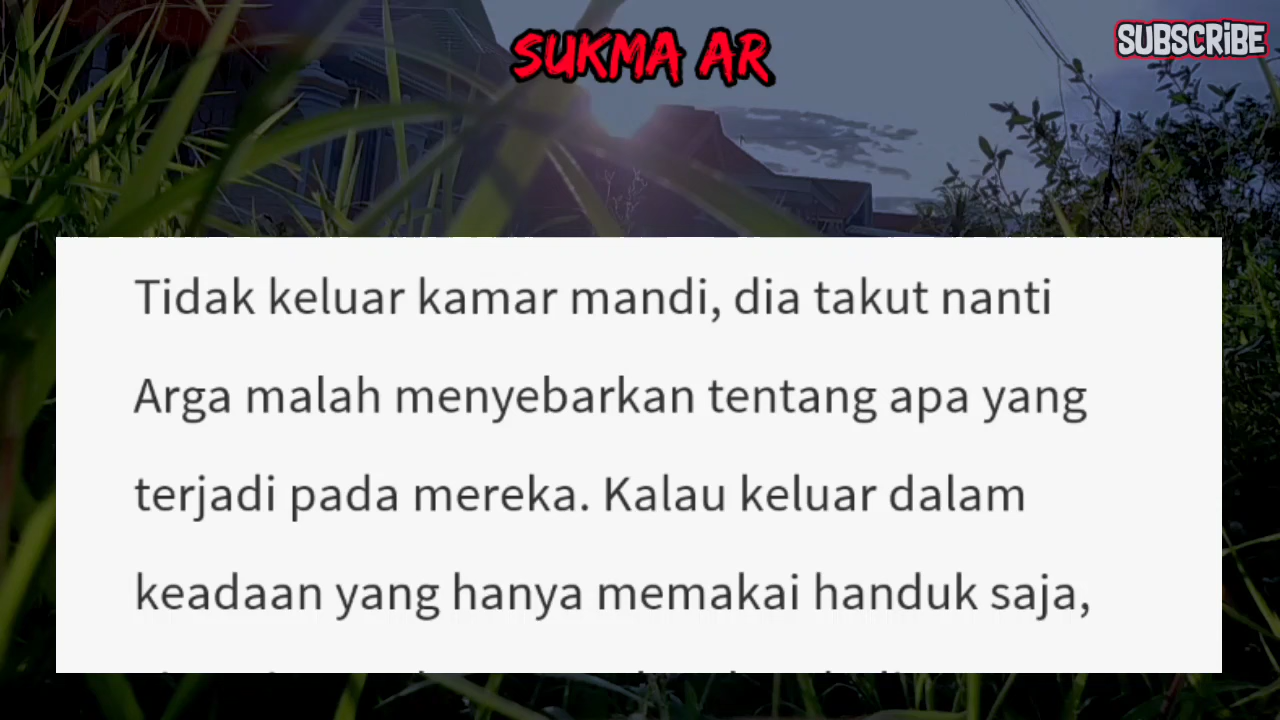 SUKMA AR
SUBSCRIBE
Tidak keluar kamar mandi, dia takut nanti
Arga malah menyebarkan tentang apa yang
terjadi pada mereka. Kalau keluar dalam
keadaan yang hanya memakai handuk saja,